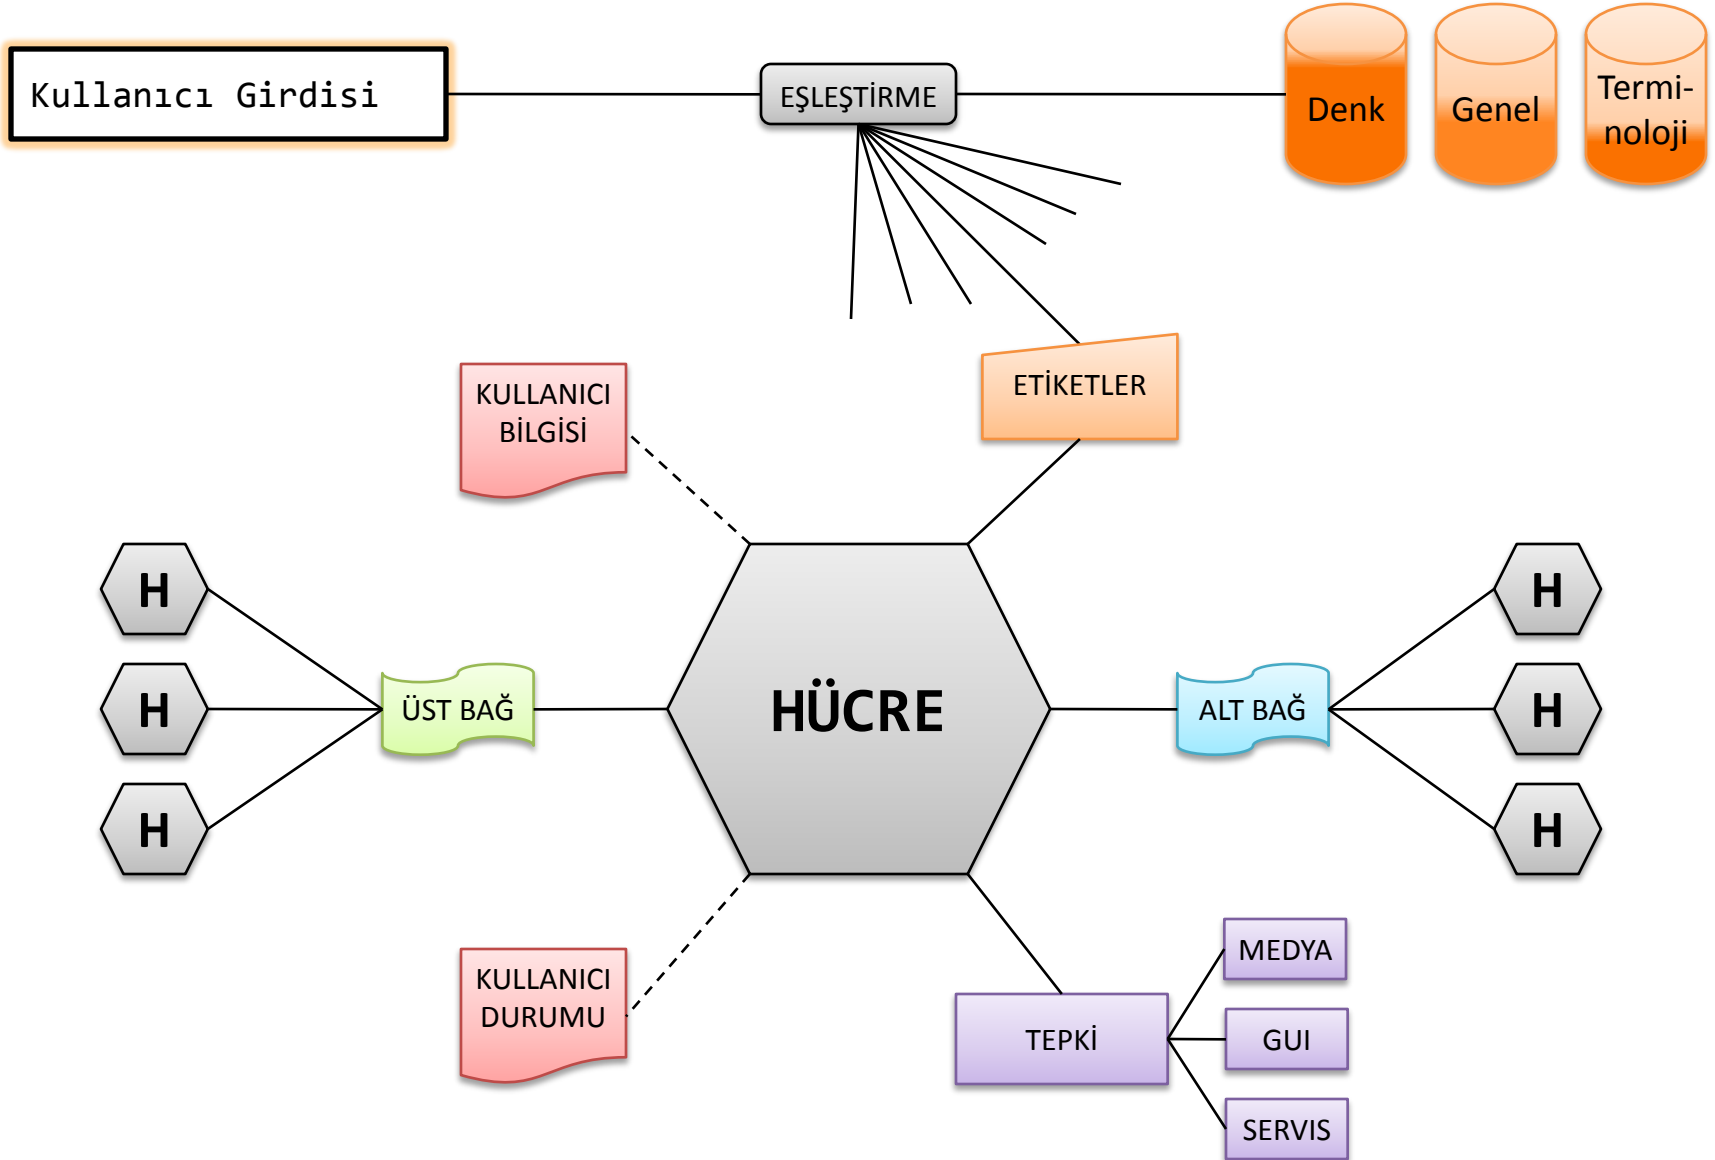 Kullanıcı Girdisi
EŞLEŞTİRME
Denk
Genel
Termi-
noloji
ETİKETLER
KULLANICI
BİLGİSİ
H
H
H
ÜST BAĞ
HÜCRE
ALT BAĞ
H
H
H
KULLANICI
DURUMU
TEPKİ
MEDYA
GUI
SERVIS